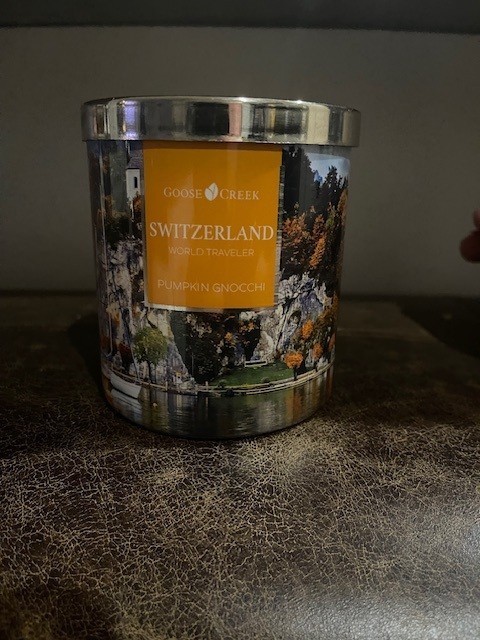 GOOSE CREEK
SWITZERLAND
WORLD TRAVELER
PUMPKIN GNOCCHI